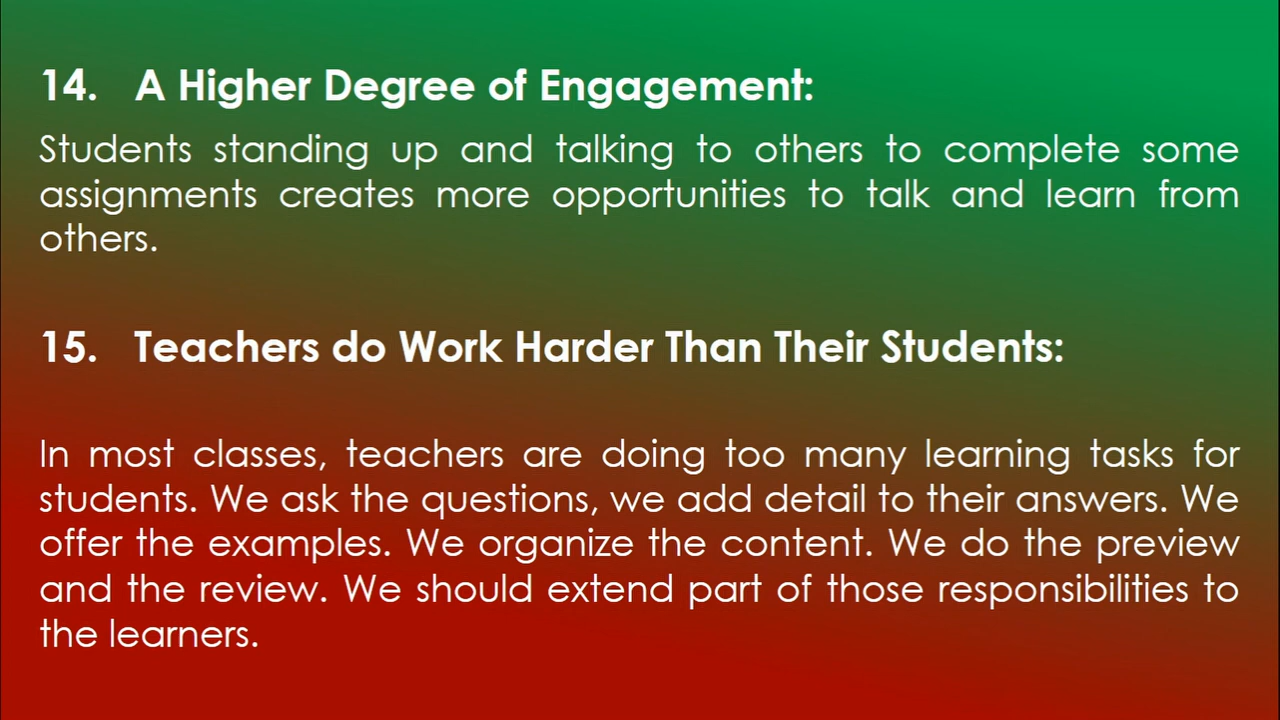 14. A Higher Degree of Engagement:
Students standing up and talking to others to complete some
assignments creates more opportunities to talk and learn from
others.
15. Teachers do Work Harder Than Their Students:
In most classes, teachers are doing too many learning tasks for
students. We ask the questions, we add detail to their answers. We
offer the examples. We organize the content. We do the preview
and the review. We should extend part of those responsibilities to
the learners.